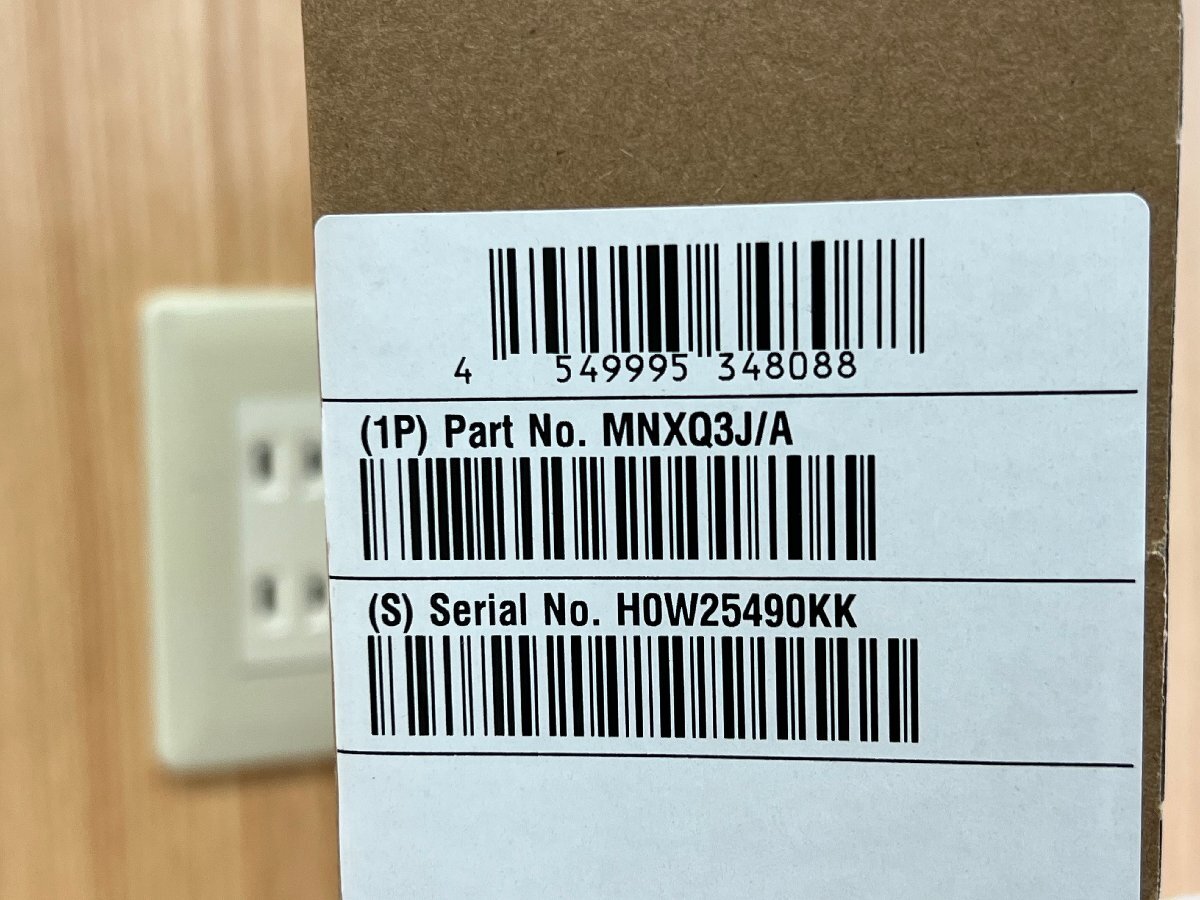 4 549995 348088
(1P) Part No. MNXQ3J/A
(S) Serial No. H0W25490KK